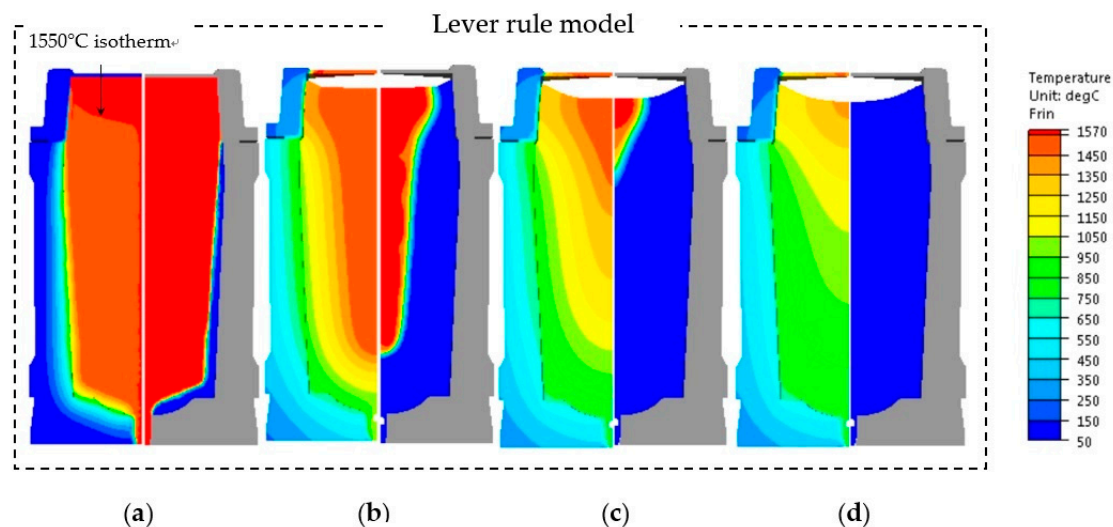 Lever rule model
1550°C isotherm↵
Temperature
Unit: degC
Frin
1570
1450
1350
1250
1150
1050
950
850
750
650
550
450
350
250
150
50
(a)
(b)
(c)
(d)